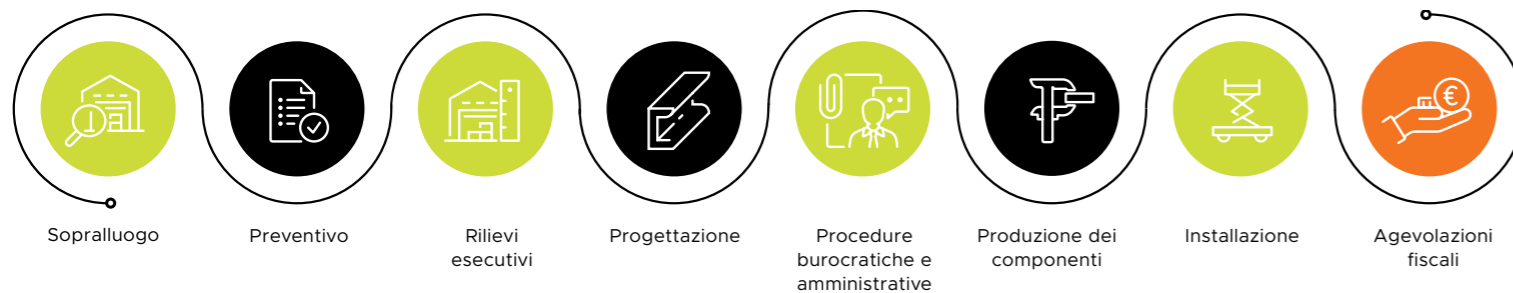 Sopralluogo
Preventivo
Rilievi
esecutivi
Progettazione
Procedure
burocratiche e
amministrative
Produzione dei
componenti
Installazione
€
Agevolazioni
fiscali